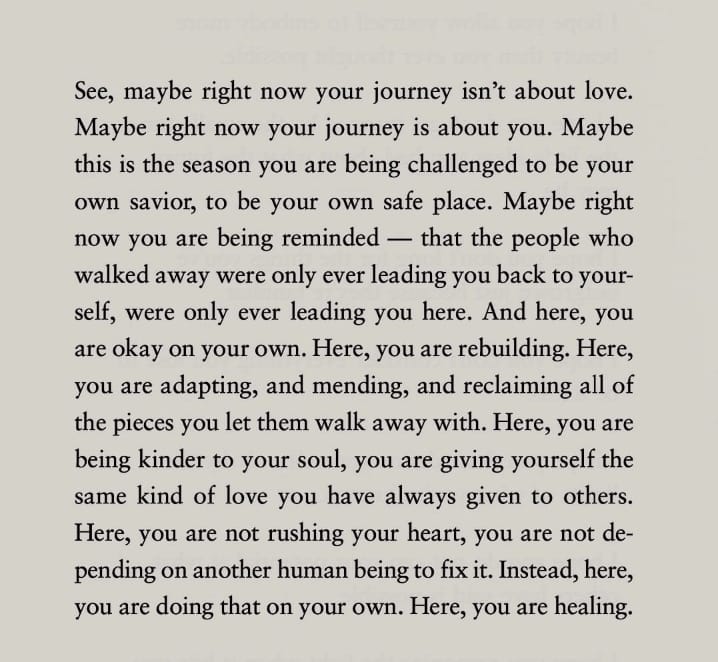 See, maybe right now your journey isn’t about love.
Maybe right now your journey is about you. Maybe
this is the season you are being challenged to be your
own savior, to be your own safe place. Maybe right
now you are being reminded — that the people who
walked away were only ever leading you back to your-
self, were only ever leading you here. And here, you
are okay on your own. Here, you are rebuilding. Here,
you are adapting, and mending, and reclaiming all of
the pieces you let them walk away with. Here, you are
being kinder to your soul, you are giving yourself the
same kind of love you have always given to others.
Here, you are not rushing your heart, you are not de-
pending on another human being to fix it. Instead, here,
you are doing that on your own. Here, you are healing.